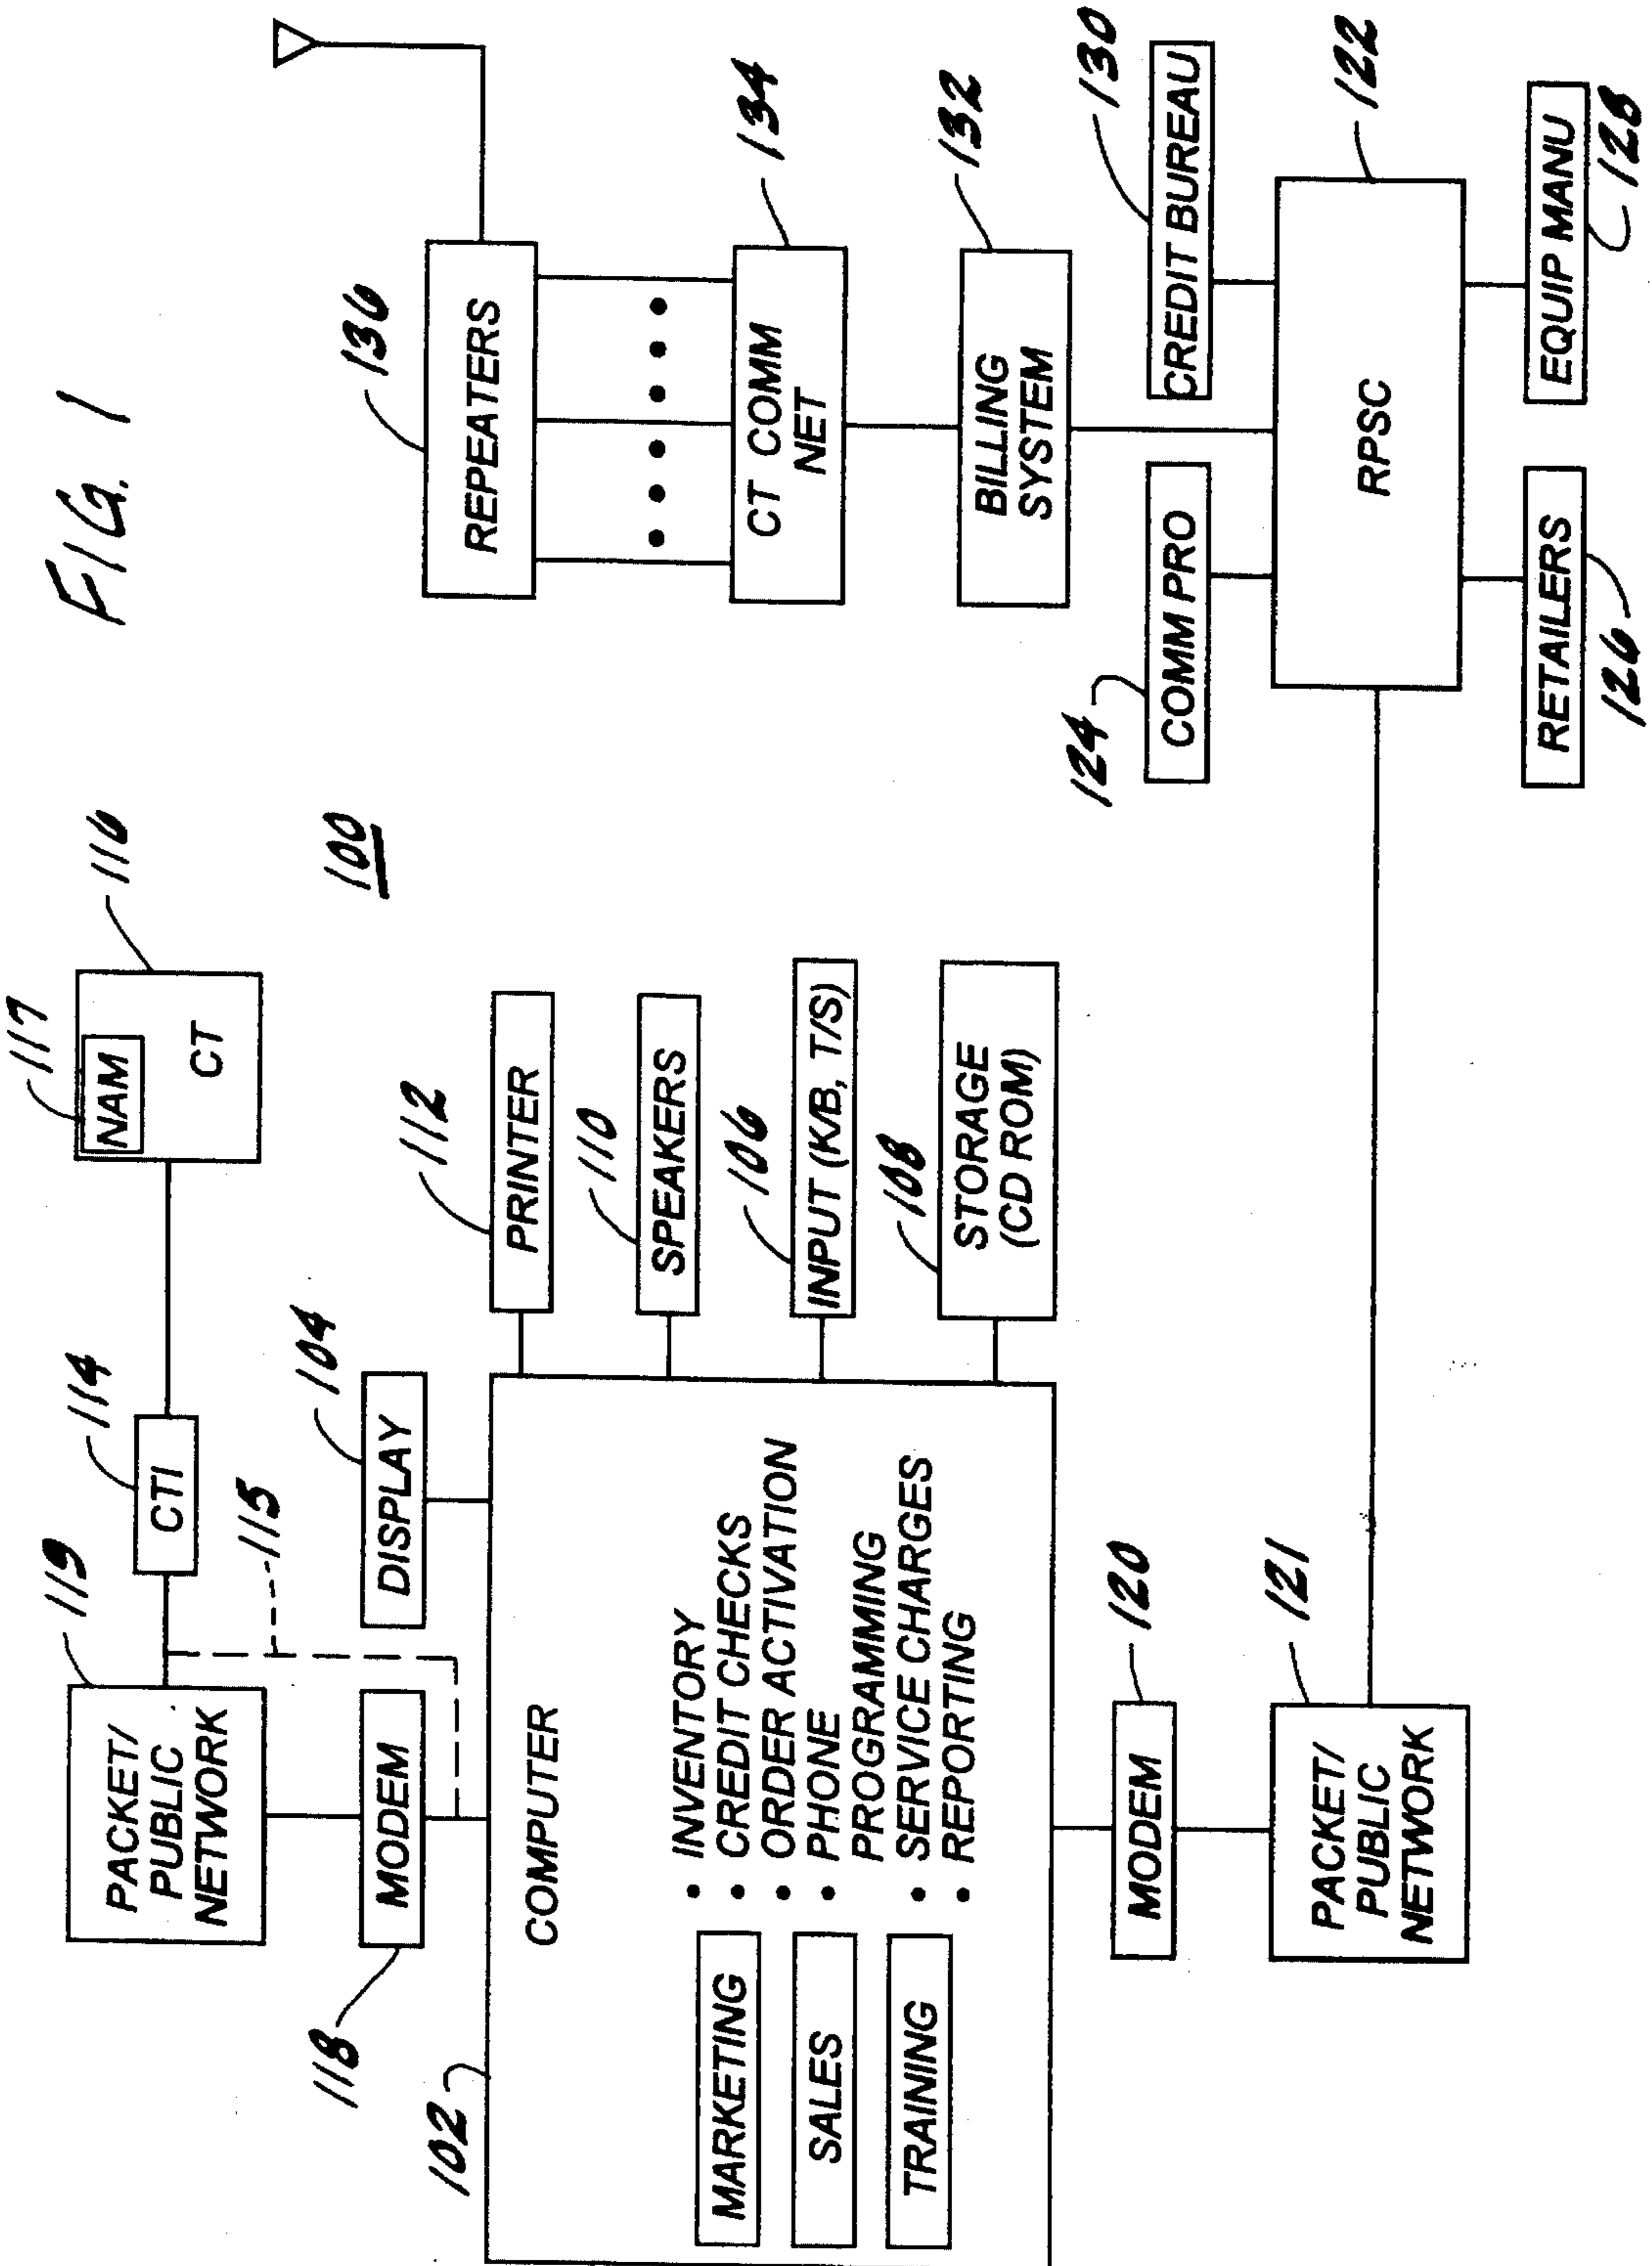 FIG. 1
119
PACKET/
PUBLIC
NETWORK
114
CTI
115
117
NAM
CT
116
100
118
MODEM
104
DISPLAY
102
COMPUTER
MARKETING
SALES
TRAINING
• INVENTORY
• CREDIT CHECKS
• ORDER ACTIVATION
• PHONE
PROGRAMMING
• SERVICE CHARGES
• REPORTING
112
PRINTER
110
SPEAKERS
106
INPUT (K/B, T/S)
108
STORAGE
(CD ROM)
120
MODEM
121
PACKET/
PUBLIC
NETWORK
136
REPEATERS
134
CT COMM
NET
132
BILLING
SYSTEM
124
COMM PRO
130
CREDIT BUREAU
122
RPSC
RETAILERS
126
EQUIP MANU
128